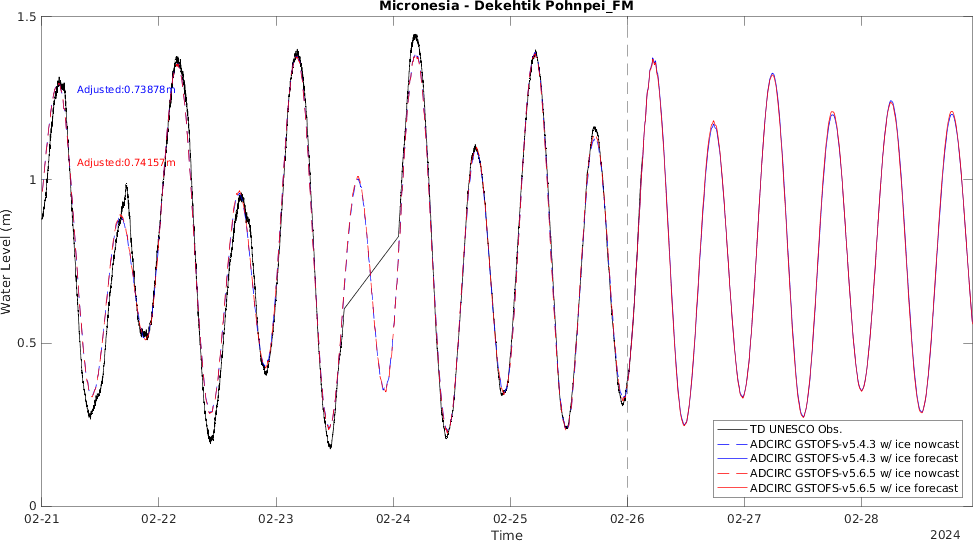 Micronesia - Dekehtik Pohnpei_FM
1.5
1
0.5
0
Water Level (m)
Adjusted:0.73878m
Adjusted:0.74157m
TD UNESCO Obs.
ADCIRC GSTOFS-v5.4.3 w/ ice nowcast
ADCIRC GSTOFS-v5.4.3 w/ ice forecast
ADCIRC GSTOFS-v5.6.5 w/ ice nowcast
ADCIRC GSTOFS-v5.6.5 w/ ice forecast
02-21 02-22 02-23 02-24 02-25 02-26 02-27 02-28
Time
2024